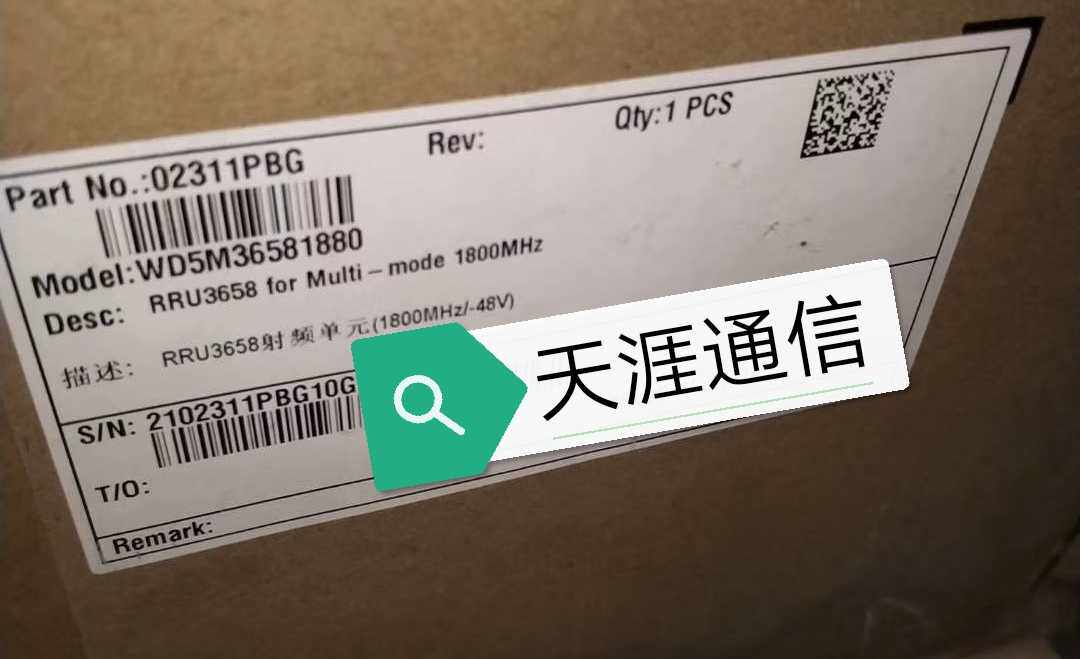 Part No.:02311PBG
Rev:
Qty:1 PCS
Model:WD5M36581880
Desc: RRU3658 for Multi-mode 1800MHz
描述: RRU3658射频单元(1800MHz/-48V)
S/N: 2102311PBG10G
天涯通信
T/O:
Remark: